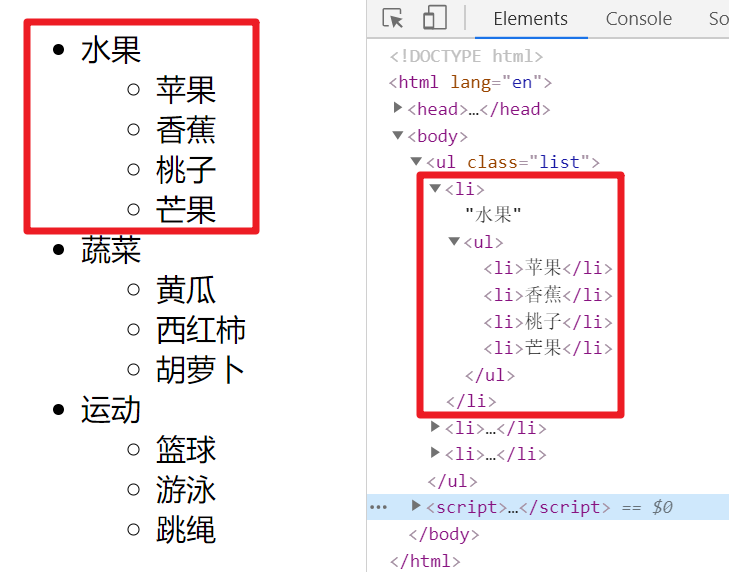 水果
苹果
香蕉
桃子
芒果
蔬菜
黄瓜
西红柿
胡萝卜
运动
篮球
游泳
跳绳
Elements Console So
<!DOCTYPE html>
<html lang="en">
<head>…</head>
<body>
<ul class="list">
<li>
"水果"
<ul>
<li>苹果</li>
<li>香蕉</li>
<li>桃子</li>
<li>芒果</li>
</ul>
</li>
<li>…</li>
<li>…</li>
</ul>
<script>…</script> == $0
</body>
</html>